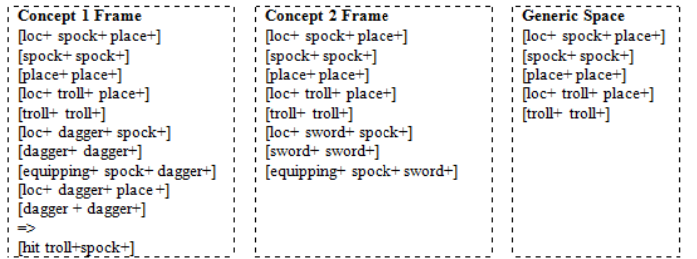 Concept 1 Frame
[loc+ spock+ place+]
[spock+ spock+]
[place+ place+]
[loc+ troll+ place+]
[troll+ troll+]
[loc+ dagger+ spock+]
[dagger+ dagger+]
[equipping+ spock+ dagger+]
[loc+ dagger+ place +]
[dagger + dagger+]
=>
[hit troll+spock+]
Concept 2 Frame
[loc+ spock+ place+]
[spock+ spock+]
[place+ place+]
[loc+ troll+ place+]
[troll+ troll+]
[loc+ sword+ spock+]
[sword+ sword+]
[equipping+ spock+ sword+]
Generic Space
[loc+ spock+ place+]
[spock+ spock+]
[place+ place+]
[loc+ troll+ place+]
[troll+ troll+]